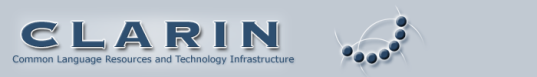 CLARIN
Common Language Resources and Technology Infrastructure